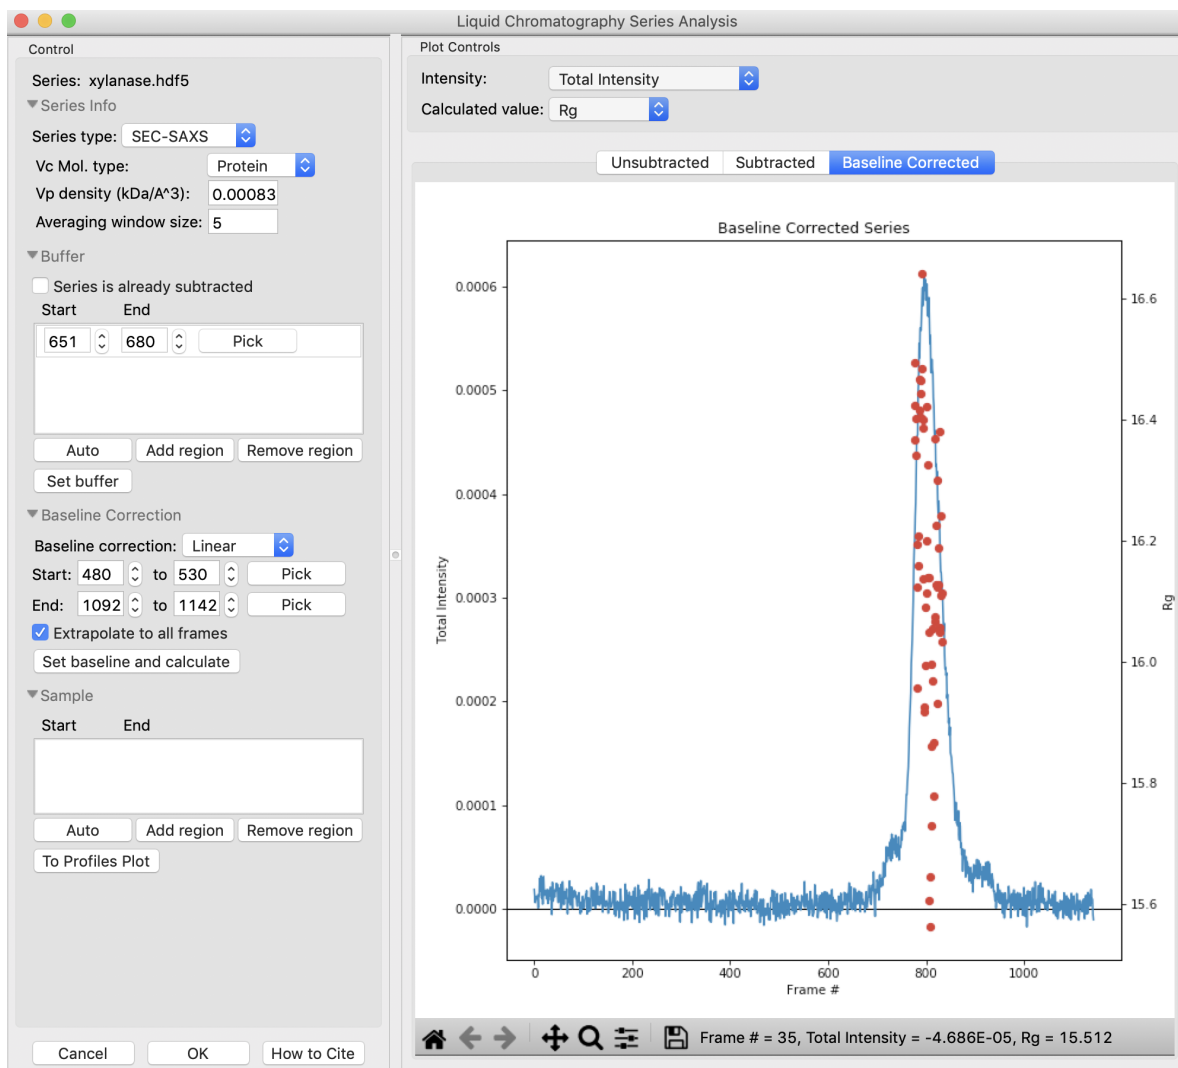 Liquid Chromatography Series Analysis
Control
Series: xylanase.hdf5
Series Info
Series type: SEC-SAXS
Vc Mol. type: Protein
Vp density (kDa/A^3): 0.00083
Averaging window size: 5
Buffer
Series is already subtracted
Start End
651 680 Pick
Auto Add region Remove region
Set buffer
Baseline Correction
Baseline correction: Linear
Start: 480 to 530 Pick
End: 1092 to 1142 Pick
Extrapolate to all frames
Set baseline and calculate
Sample
Start End
Auto Add region Remove region
To Profiles Plot
Cancel OK How to Cite
Plot Controls
Intensity: Total Intensity
Calculated value: Rg
Unsubtracted Subtracted Baseline Corrected
Baseline Corrected Series
Total Intensity
0.0006
0.0005
0.0004
0.0003
0.0002
0.0001
0.0000
16.6
16.4
16.2
16.0
15.8
15.6
Rg
0 200 400 600 800 1000
Frame #
Frame # = 35, Total Intensity = -4.686E-05, Rg = 15.512